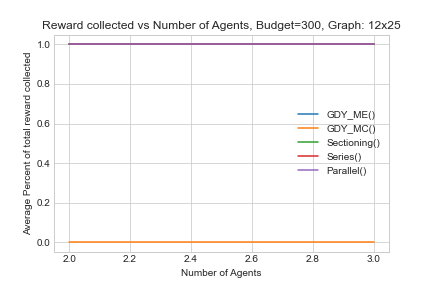 Reward collected vs Number of Agents, Budget=300, Graph: 12x25
Average Percent of total reward collected
1.0
0.8
0.6
0.4
0.2
0.0
GDY_ME()
GDY_MC()
Sectioning()
Series()
Parallel()
2.0 2.2 2.4 2.6 2.8 3.0
Number of Agents